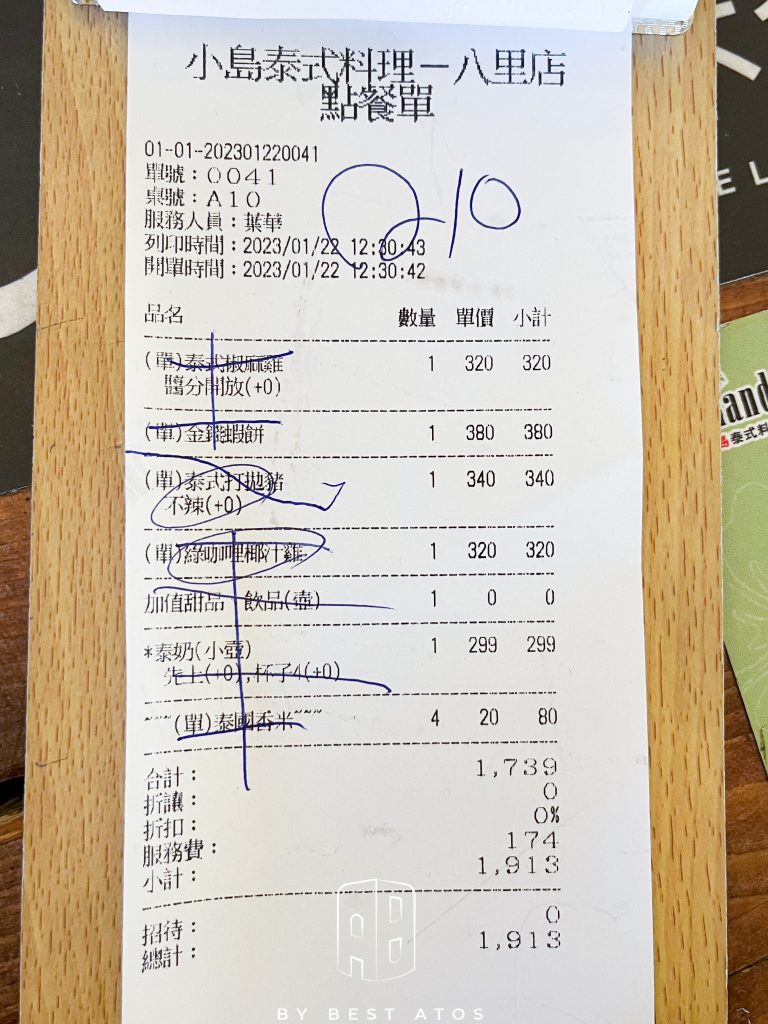 小島泰式料理－八里店
點餐單
01-01-202301220041
單號：0041
桌號：A10
服務人員：葉華
列印時間：2023/01/22 12:30:43
開單時間：2023/01/22 12:30:42
品名 數量 單價 小計
(單)泰式椒麻雞 1 320 320
醬分開放(+0)
(單)金錢蝦餅 1 380 380
(單)泰式打拋豬 1 340 340
不辣(+0)
(單)綠咖哩椰汁雞 1 320 320
加值甜品｜飲品(壺) 1 0 0
*泰奶(小壺) 1 299 299
先上(+0),杯子4(+0)
~~~(單)泰國香米~~~ 4 20 80
合計： 1,739
折讓： 0
折扣： 0%
服務費： 174
小計： 1,913
招待： 0
總計： 1,913
EL
and
泰式料
AB
BY BEST ATOS